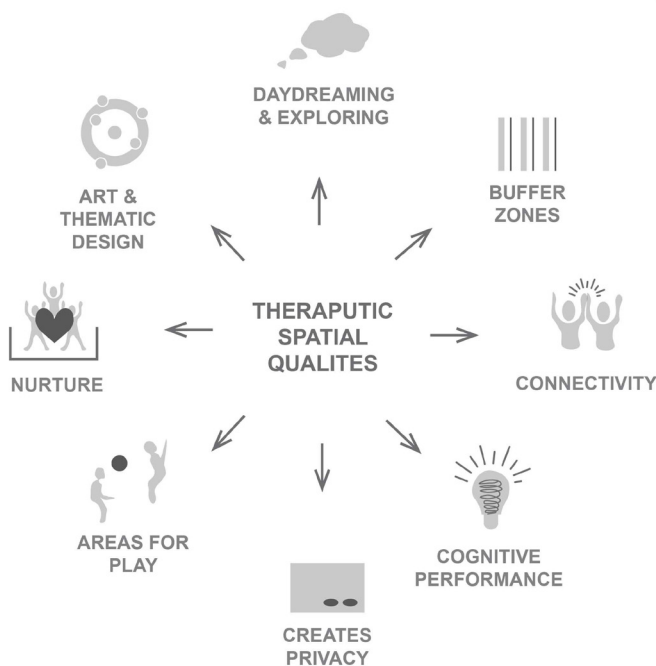 DAYDREAMING
& EXPLORING
BUFFER
ZONES
ART &
THEMATIC
DESIGN
THERAPUTIC
SPATIAL
QUALITES
NURTURE
CONNECTIVITY
AREAS FOR
PLAY
COGNITIVE
PERFORMANCE
CREATES
PRIVACY